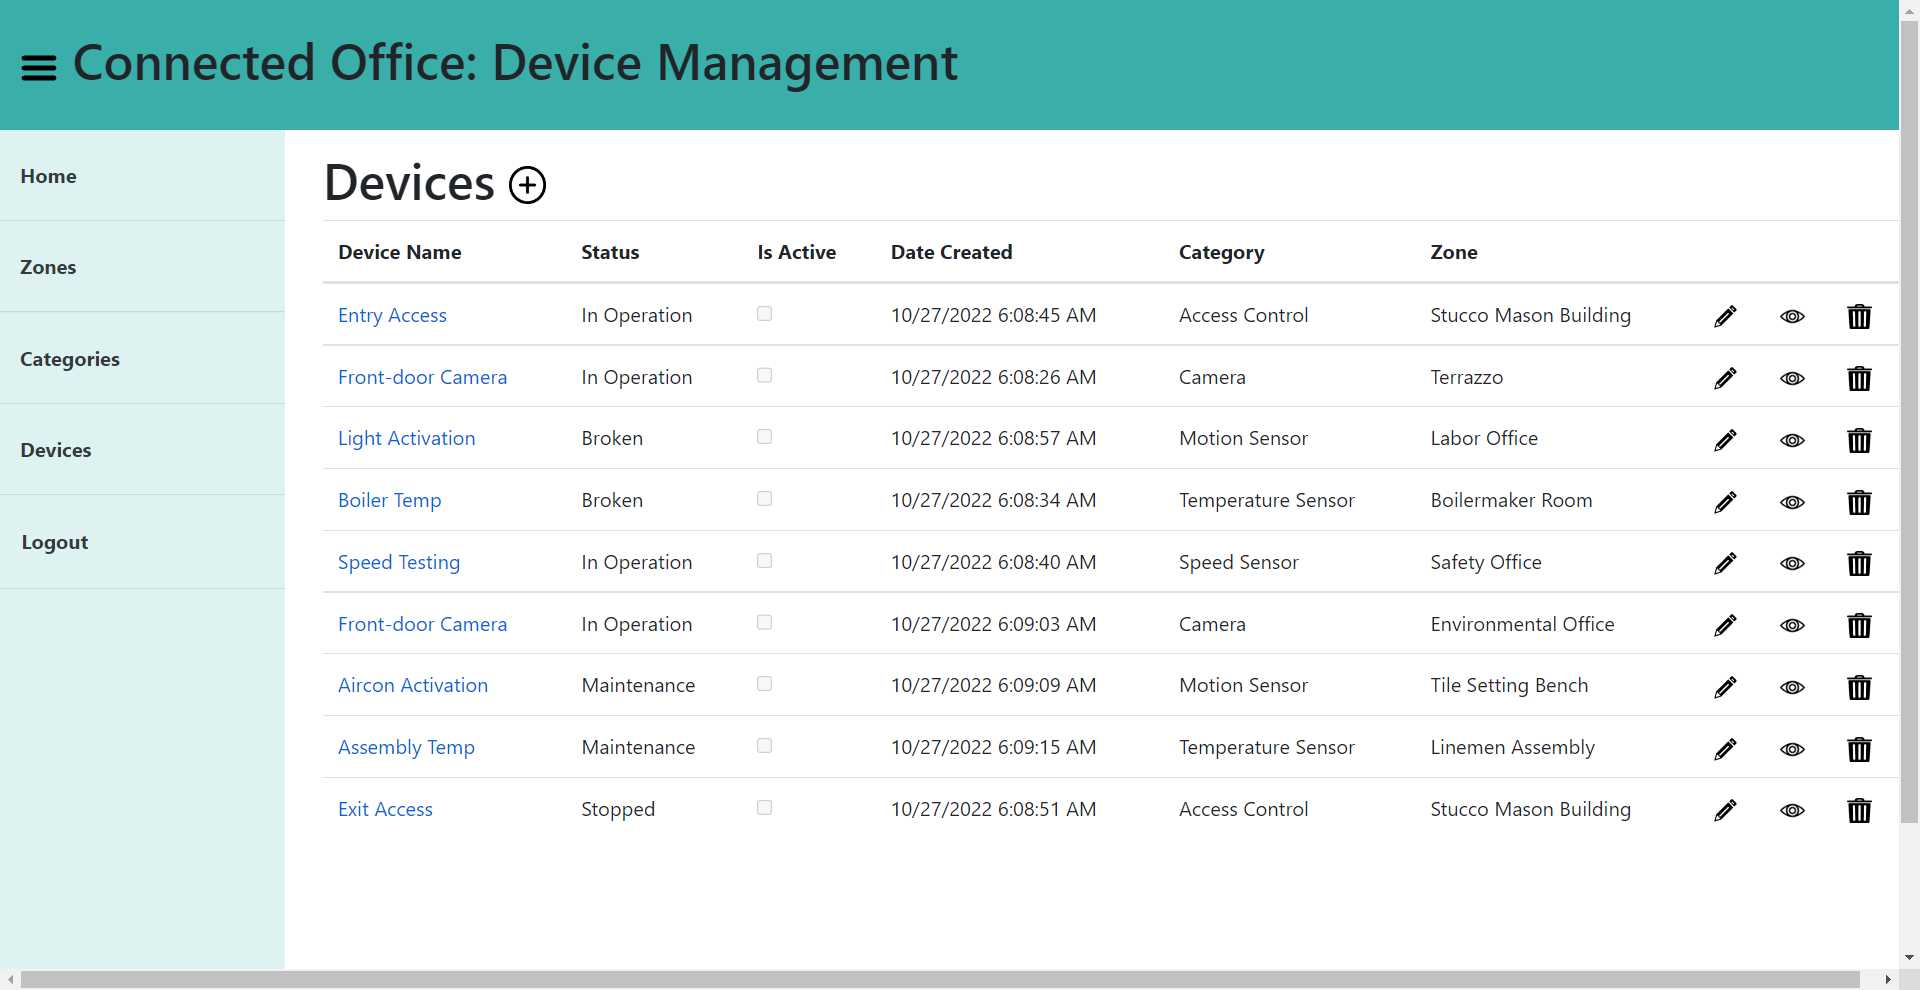 Connected Office: Device Management
Home
Zones
Categories
Devices
Logout
Devices
Device Name Status Is Active Date Created Category Zone
Entry Access In Operation 10/27/2022 6:08:45 AM Access Control Stucco Mason Building
Front-door Camera In Operation 10/27/2022 6:08:26 AM Camera Terrazzo
Light Activation Broken 10/27/2022 6:08:57 AM Motion Sensor Labor Office
Boiler Temp Broken 10/27/2022 6:08:34 AM Temperature Sensor Boilermaker Room
Speed Testing In Operation 10/27/2022 6:08:40 AM Speed Sensor Safety Office
Front-door Camera In Operation 10/27/2022 6:09:03 AM Camera Environmental Office
Aircon Activation Maintenance 10/27/2022 6:09:09 AM Motion Sensor Tile Setting Bench
Assembly Temp Maintenance 10/27/2022 6:09:15 AM Temperature Sensor Linemen Assembly
Exit Access Stopped 10/27/2022 6:08:51 AM Access Control Stucco Mason Building